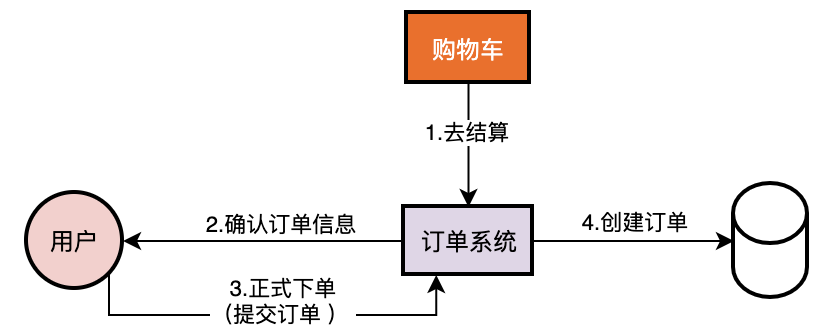 购物车
1.去结算
2.确认订单信息
4.创建订单
用户
订单系统
3.正式下单
（提交订单 ）